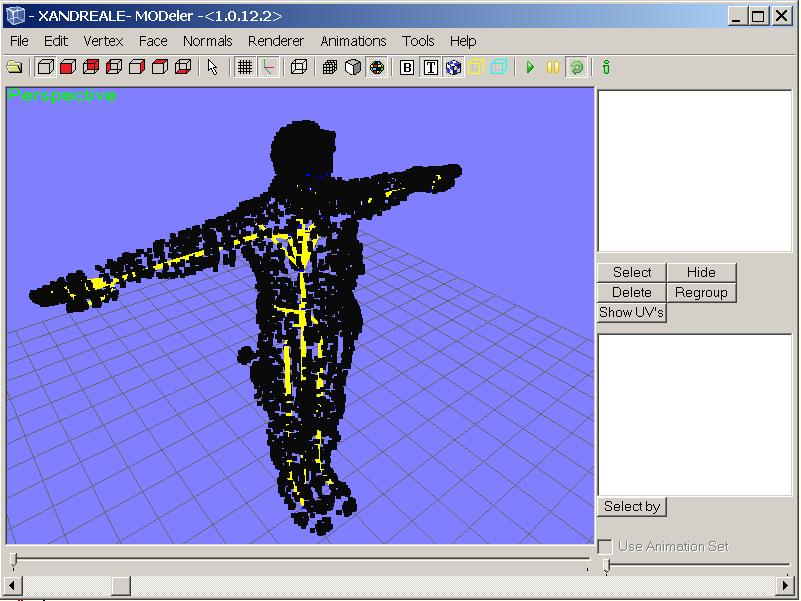 - XANDREALE- MODeler -<1.0.12.2>
File Edit Vertex Face Normals Renderer Animations Tools Help
B T
Perspective
Select Hide
Delete Regroup
Show UV's
Select by
Use Animation Set